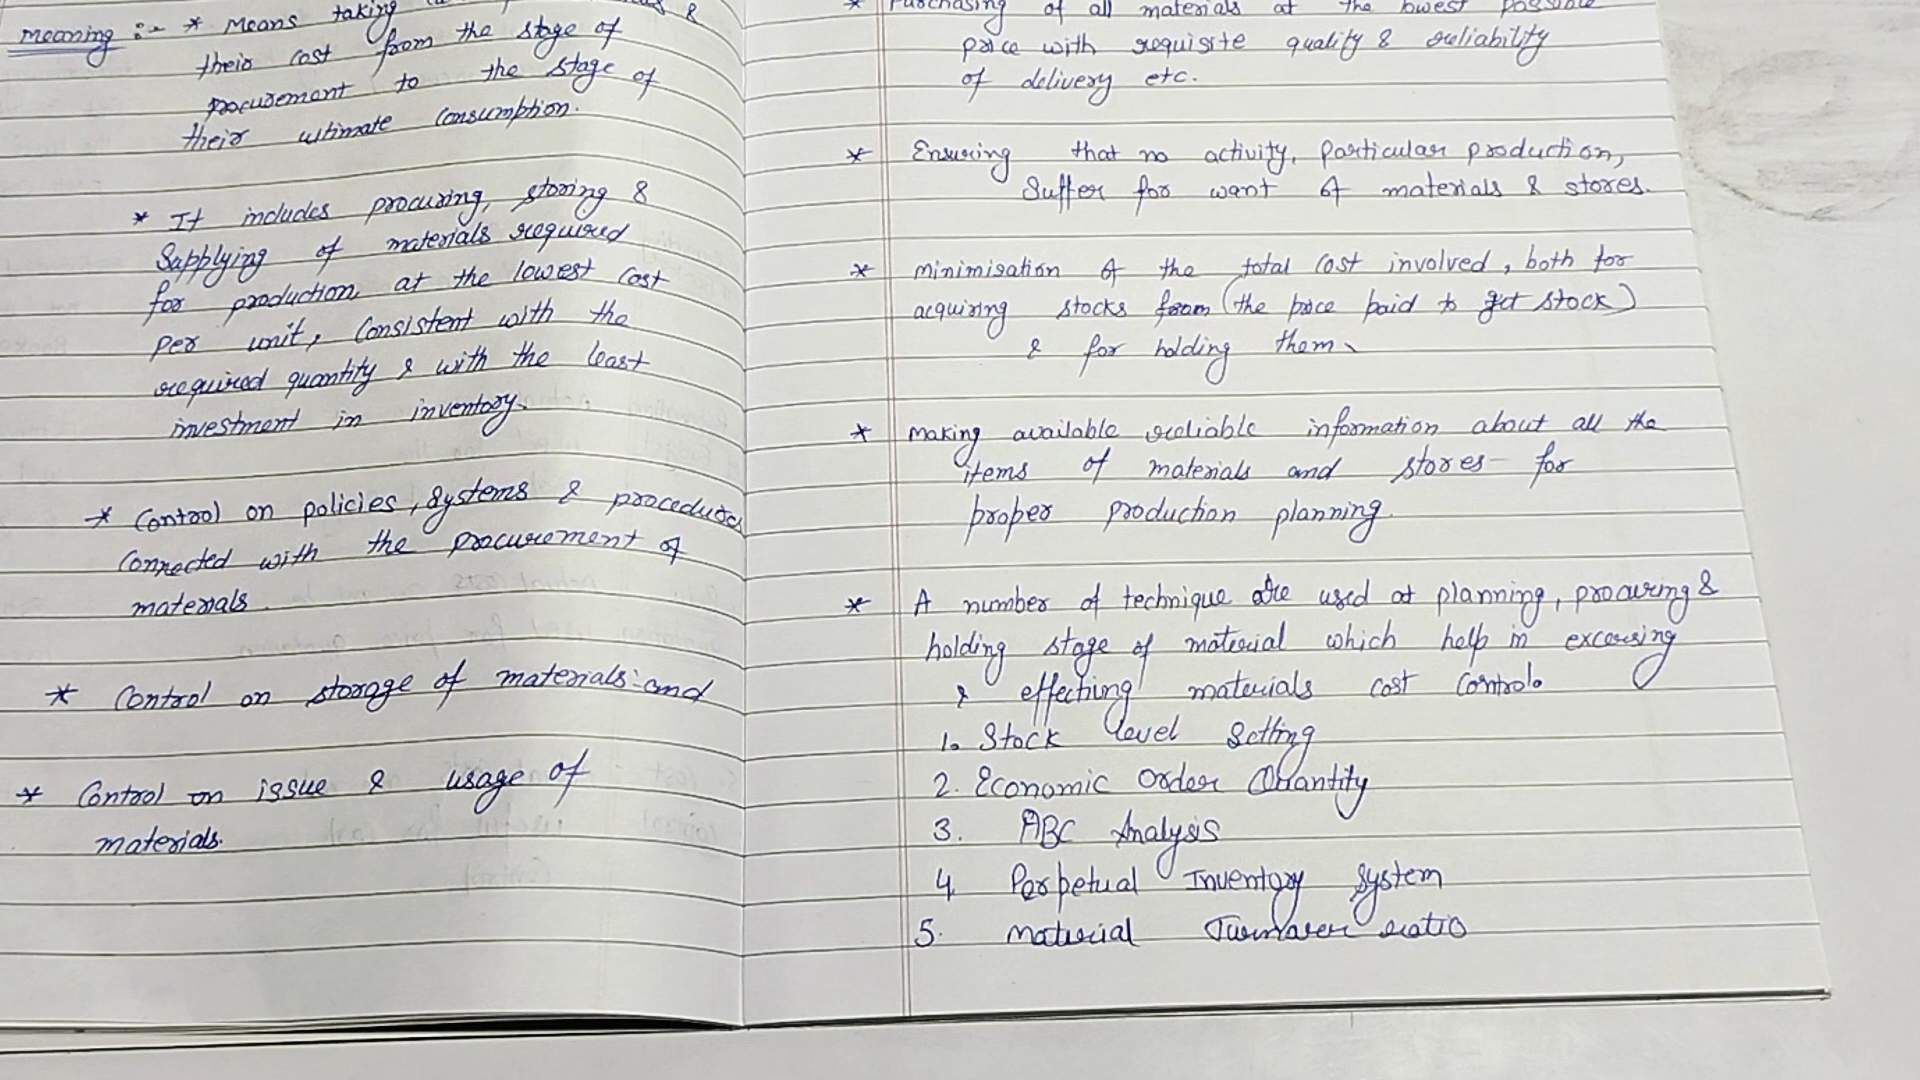 meaning :- * Means taking &
their cost from the stage of
procurement to the stage of
their ultimate consumption.
* It includes procuring, storing &
Supplying of materials required
for production at the lowest cost
per unit, Consistent with the
required quantity & with the least
investment in inventory.
* Control on policies, systems & procedures
Connected with the procurement of
materials.
* Control on storage of materials and
* Control on issue & usage of
materials.
* Purchasing of all materials at the lowest possible
price with requisite quality & reliability
of delivery etc.
* Ensuring that no activity, Particular production,
Suffer for want of materials & stores.
* minimisation of the total Cost involved, both for
acquiring stocks from (the price paid to get stock)
& for holding them.
* Making available reliable information about all the
items of materials and stores for
proper production planning.
* A number of technique are used at planning, procuring &
holding stage of material which help in excersing
& effecting materials cost Control.
1. Stock level Setting
2. Economic Order Quantity
3. ABC Analysis
4. Perpetual Inventory System
5. Material Turnover ratio